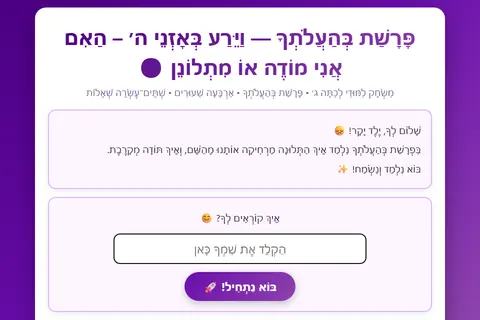 פָּרָשַׁת בְּהַעֲלֹתְךָ — וַיֵּרַע בְּאָזְנֵי ה׳ – הַאִם
אֲנִי מוֹדֶה אוֹ מִתְלוֹנֵן
מִשְׂחָק לִמּוּדִי לְכִתָּה ג׳ • פָּרָשַׁת בְּהַעֲלֹתְךָ • אַרְבָּעָה שִׁעוּרִים • שְׁתֵּים־עֶשְׂרֵה שְׁאֵלוֹת
שָׁלוֹם לְךָ, יֶלֶד יָקָר! 😊
בְּפָרָשַׁת בְּהַעֲלֹתְךָ נִלְמַד אֵיךְ הַתְּלוּנָה מַרְחִיקָה אוֹתָנוּ מֵהַשֵּׁם, וְאֵיךְ תּוֹדָה מְקָרֶבֶת.
בּוֹא נִלְמַד וְנִשְׂמַח! ✨
אֵיךְ קוֹרְאִים לְךָ? 😊
הַקְלֵד אֶת שִׁמְךָ כָּאן
בּוֹא נַתְחִיל! 🚀